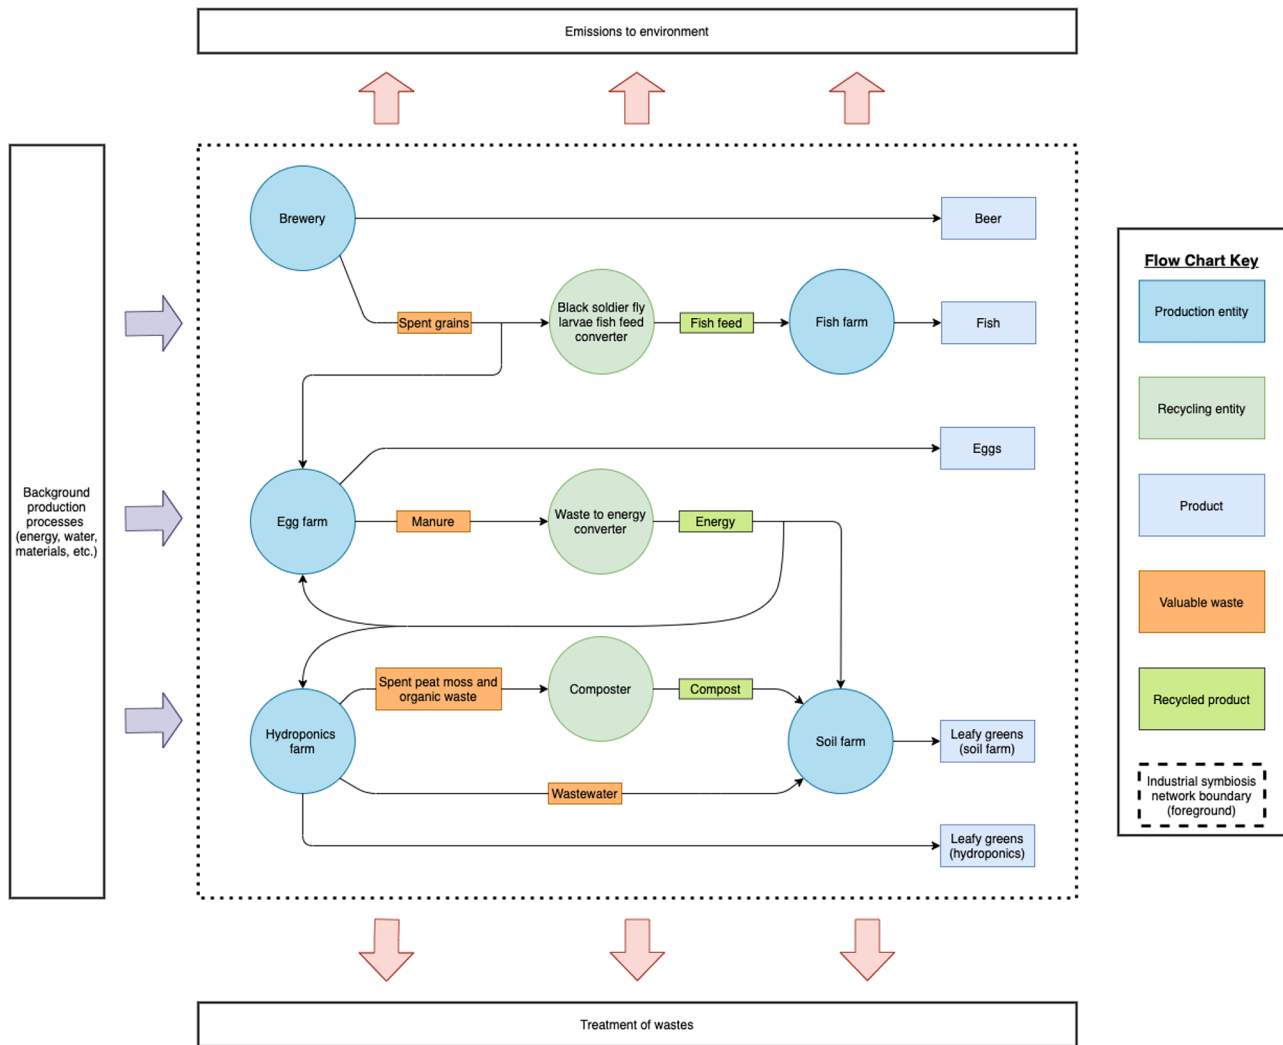 Emissions to environment
Brewery
Beer
Spent grains
Black soldier fly
larvae fish feed
converter
Fish feed
Fish farm
Fish
Eggs
Egg farm
Manure
Waste to energy
converter
Energy
Background
production
processes
(energy, water,
materials, etc.)
Spent peat moss and
organic waste
Composter
Compost
Hydroponics
farm
Soil farm
Leafy greens
(soil farm)
Wastewater
Leafy greens
(hydroponics)
Treatment of wastes
Flow Chart Key
Production entity
Recycling entity
Product
Valuable waste
Recycled product
Industrial symbiosis
network boundary
(foreground)